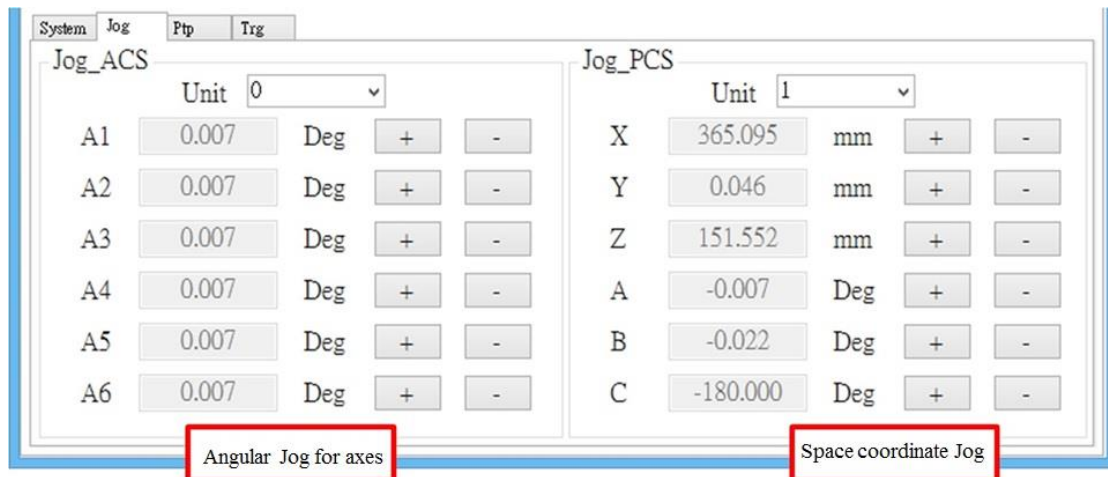 System Jog Ptp Trg
Jog_ACS
Unit 0
A1 0.007 Deg + -
A2 0.007 Deg + -
A3 0.007 Deg + -
A4 0.007 Deg + -
A5 0.007 Deg + -
A6 0.007 Deg + -
Angular Jog for axes
Jog_PCS
Unit 1
X 365.095 mm + -
Y 0.046 mm + -
Z 151.552 mm + -
A -0.007 Deg + -
B -0.022 Deg + -
C -180.000 Deg + -
Space coordinate Jog